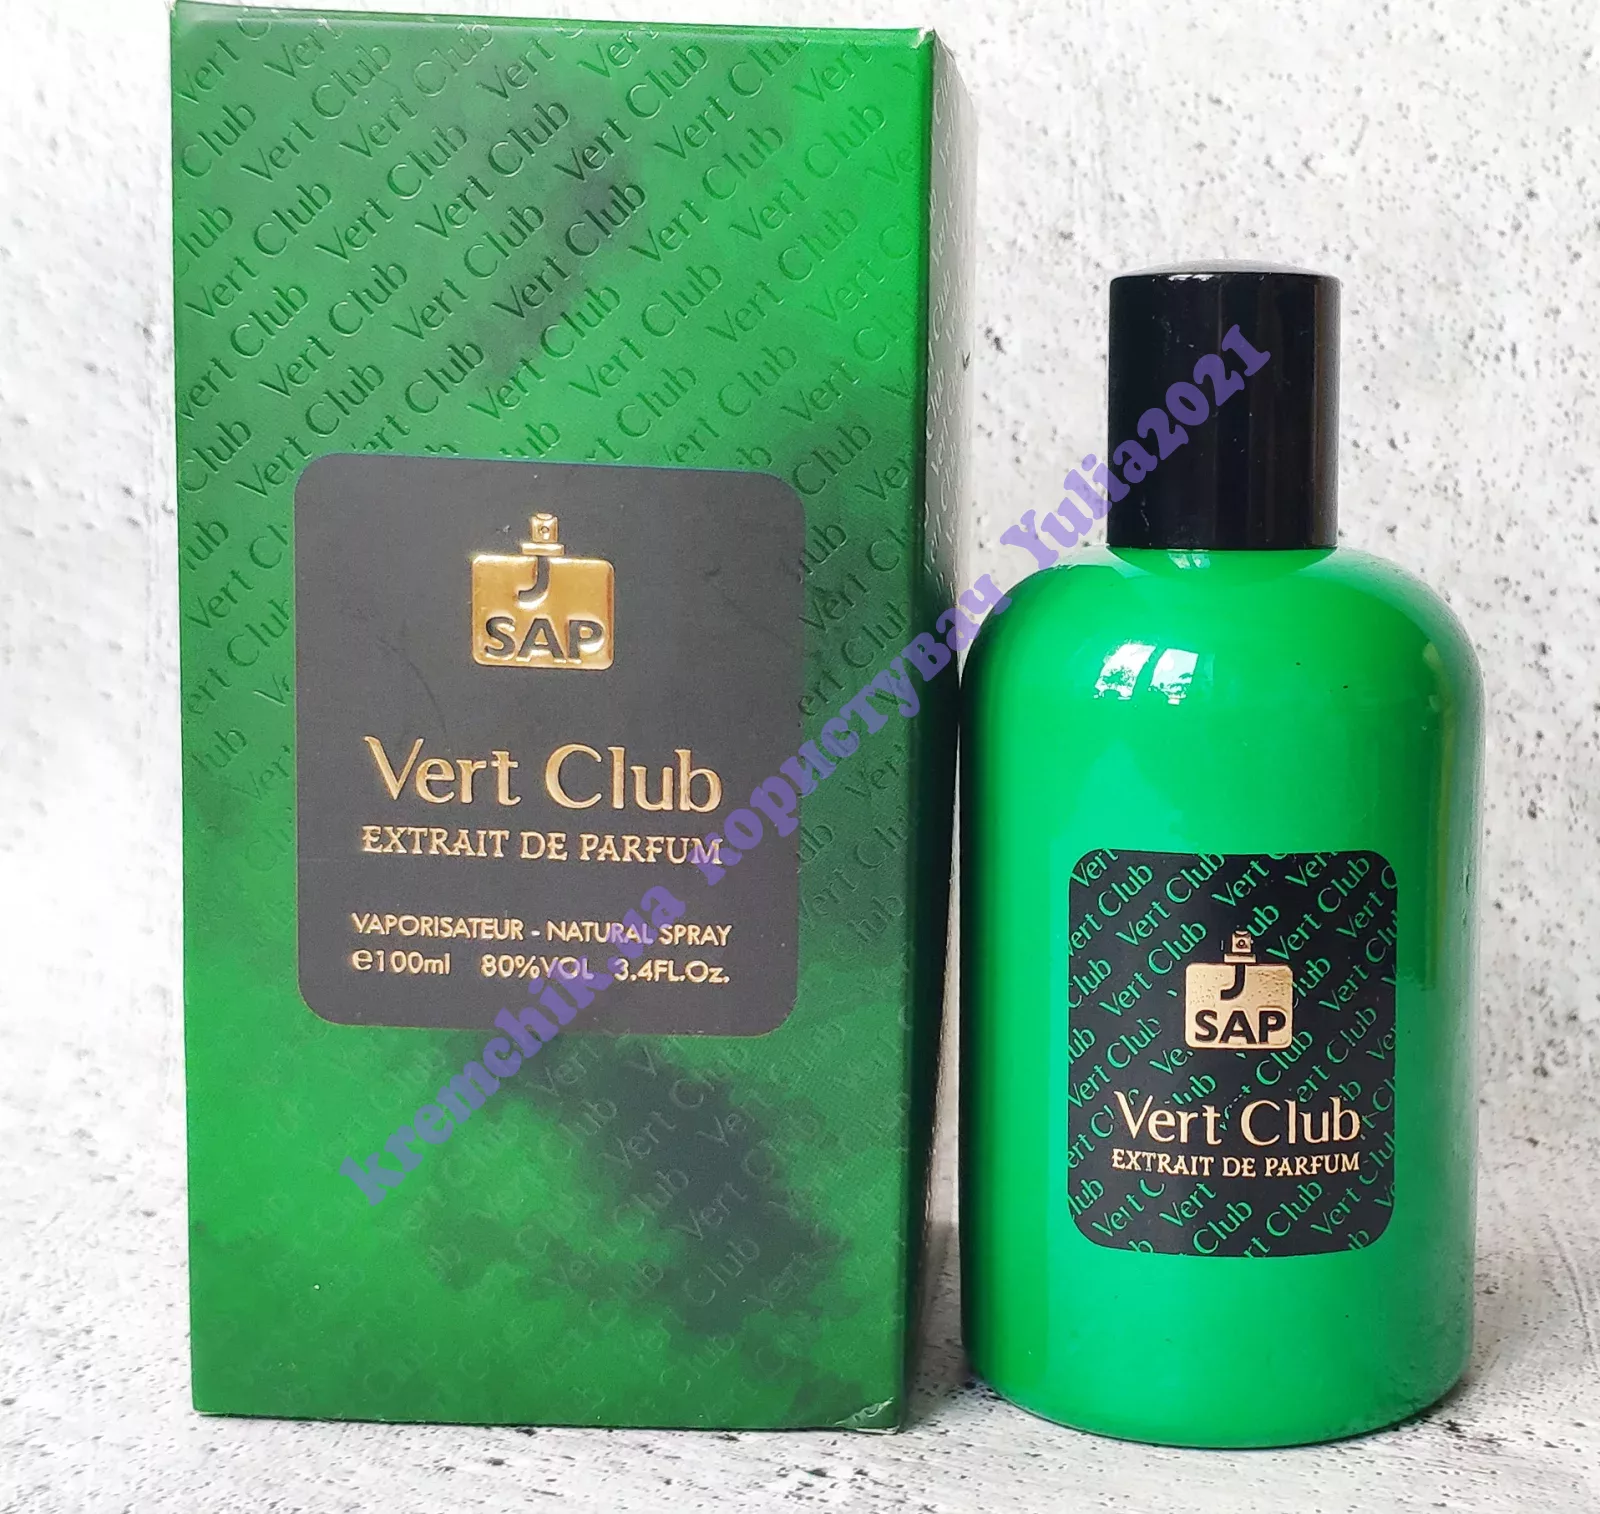 J
SAP
Vert Club
EXTRAIT DE PARFUM
VAPORISATEUR - NATURAL SPRAY
e100ml 80%VOL 3.4FL.Oz.
J
SAP
Vert Club
EXTRAIT DE PARFUM
kremchik.ua користувач Yulia2021